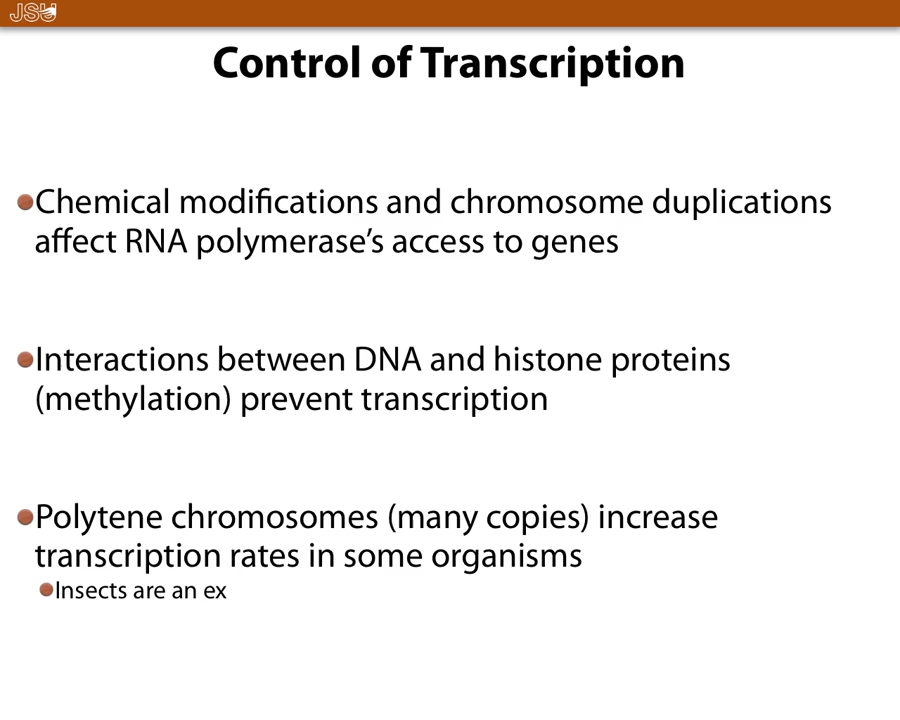 JSU
Control of Transcription
Chemical modifications and chromosome duplications
affect RNA polymerase's access to genes
Interactions between DNA and histone proteins
(methylation) prevent transcription
Polytene chromosomes (many copies) increase
transcription rates in some organisms
Insects are an ex